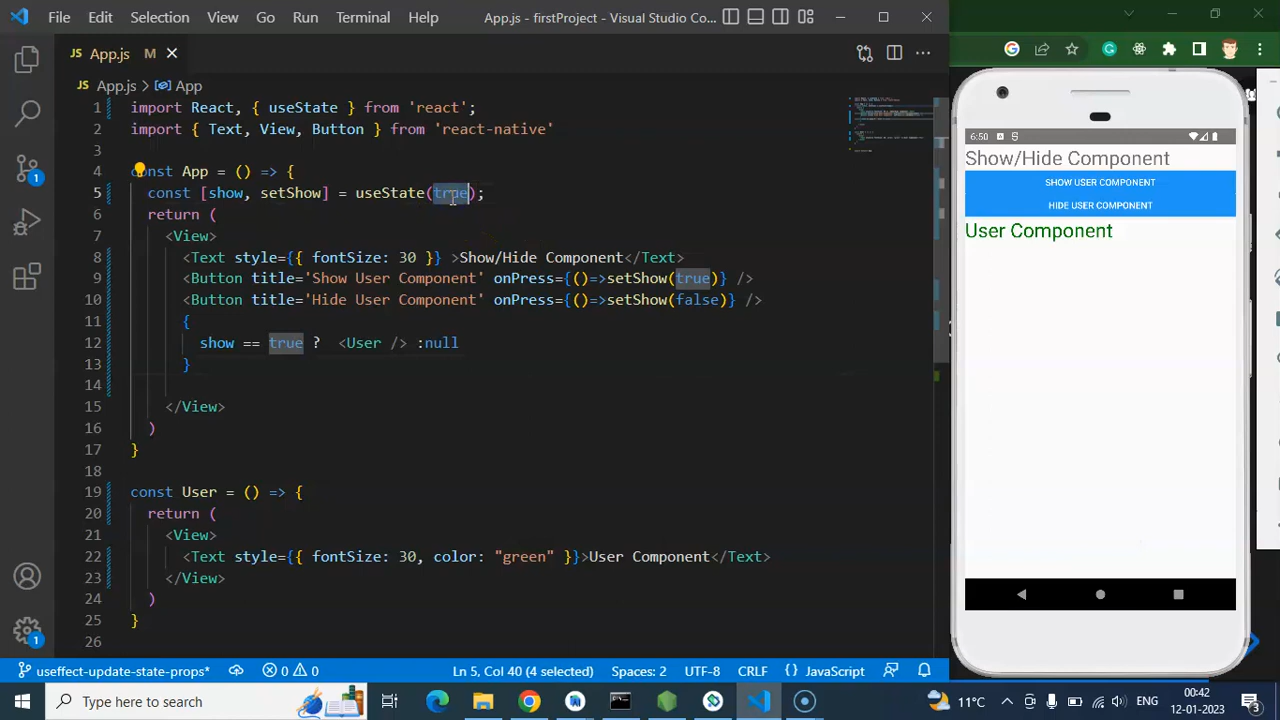 File Edit Selection View Go Run Terminal Help App.js - firstProject - Visual Studio Co...
JS App.js M
JS App.js > App
1 import React, { useState } from 'react';
2 import { Text, View, Button } from 'react-native'
3
4 const App = () => {
5 const [show, setShow] = useState(true);
6 return (
7 <View>
8 <Text style={{ fontSize: 30 }} >Show/Hide Component</Text>
9 <Button title='Show User Component' onPress={()=>setShow(true)} />
10 <Button title='Hide User Component' onPress={()=>setShow(false)} />
11 {
12 show == true ? <User /> :null
13 }
14
15 </View>
16 )
17 }
18
19 const User = () => {
20 return (
21 <View>
22 <Text style={{ fontSize: 30, color: "green" }}>User Component</Text>
23 </View>
24 )
25 }
26
1
1
6:50
Show/Hide Component
SHOW USER COMPONENT
HIDE USER COMPONENT
User Component
useffect-update-state-props* 0 0 Ln 5, Col 40 (4 selected) Spaces: 2 UTF-8 CRLF { } JavaScript
Type here to search
11°C ENG 00:42
12-01-2023
3